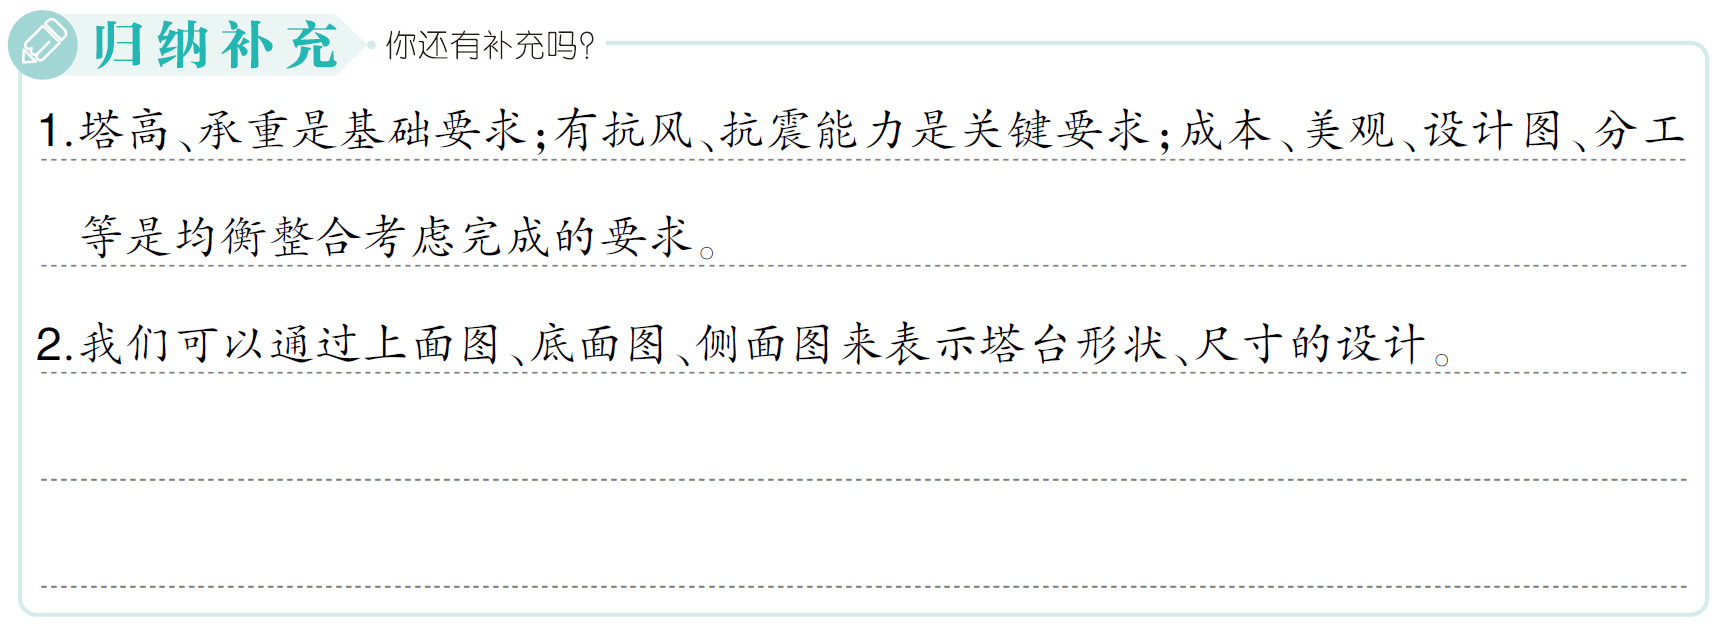 归纳补充 你还有补充吗?
1.塔高、承重是基础要求;有抗风、抗震能力是关键要求;成本、美观、设计图、分工
等是均衡整合考虑完成的要求。
2.我们可以通过上面图、底面图、侧面图来表示塔台形状、尺寸的设计。